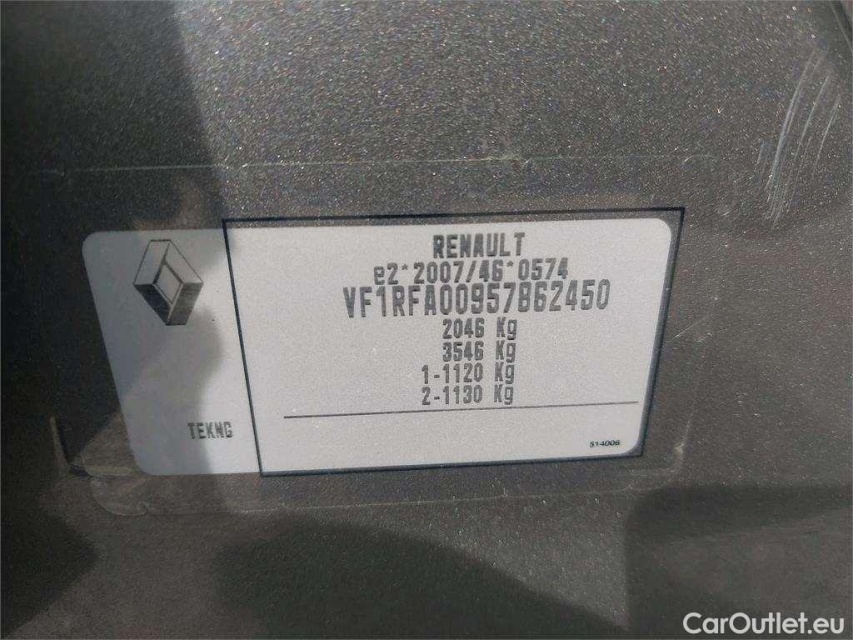 RENAULT
e2*2007/46*0574
VF1RFA00957862450
2046 Kg
3546 Kg
1-1120 Kg
2-1130 Kg
TEKNG
514006
CarOutlet.eu